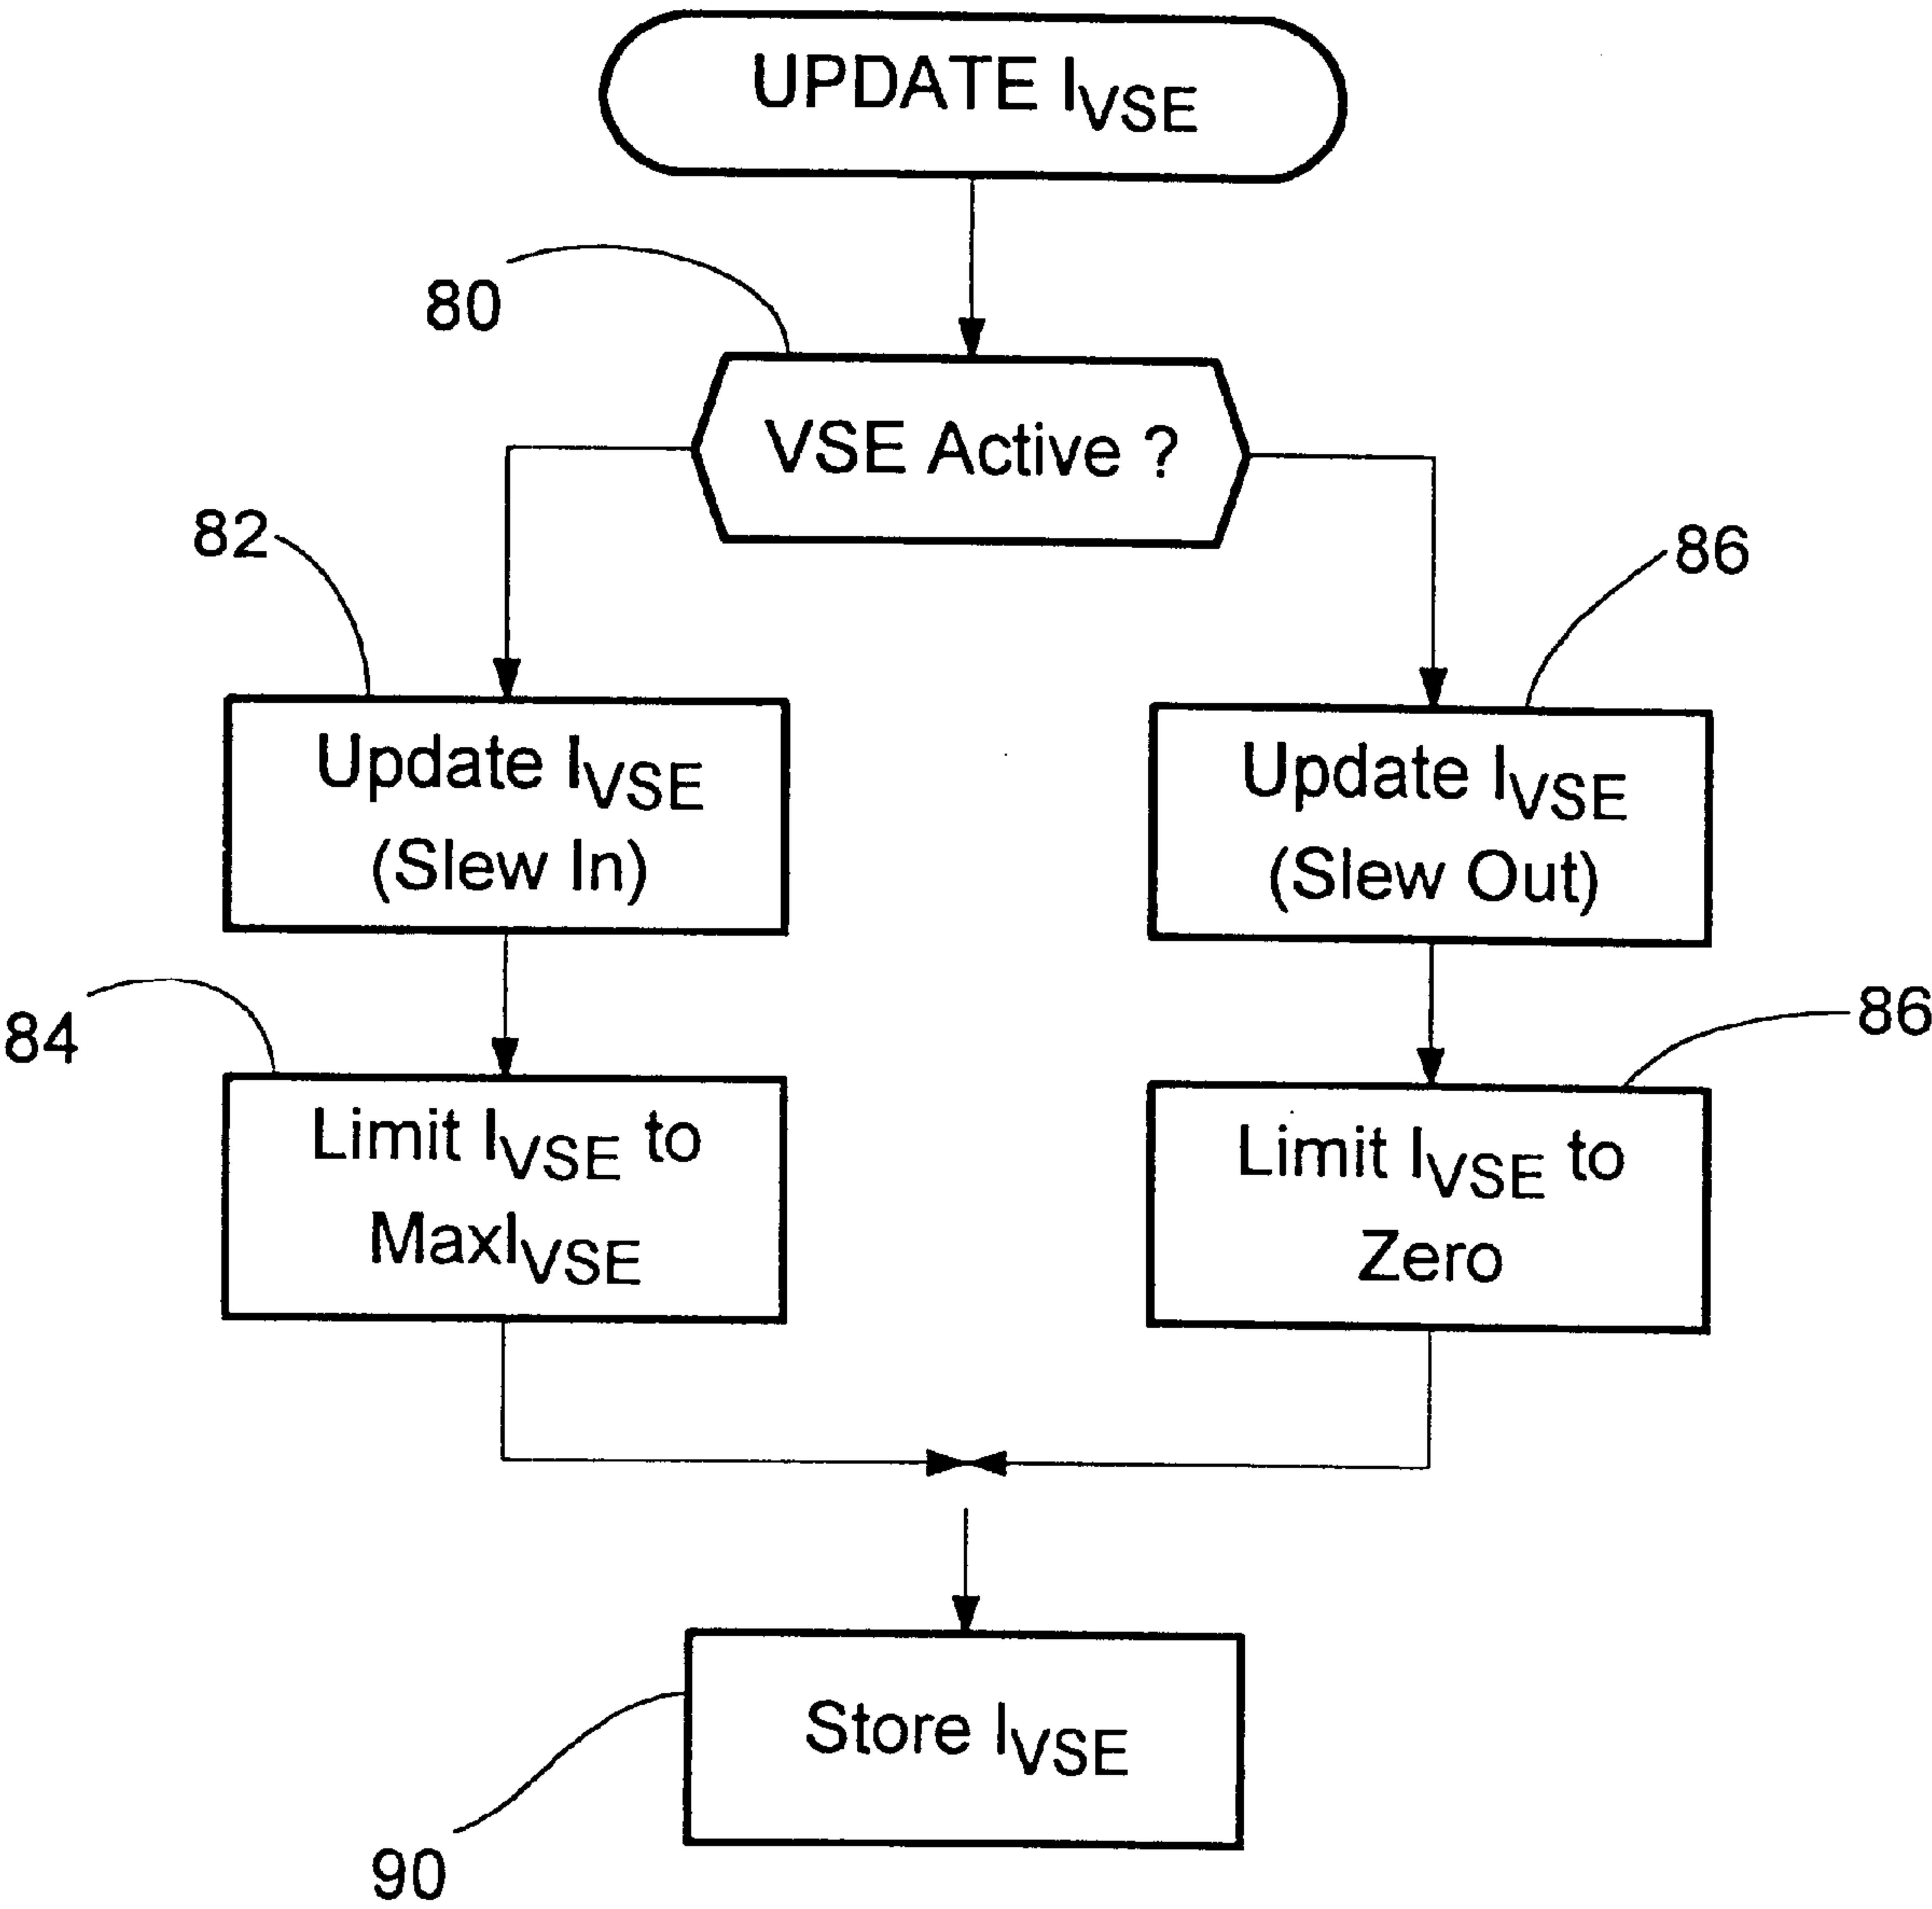 UPDATE IVSE
80
VSE Active ?
82
86
Update IVSE
(Slew In)
Update IVSE
(Slew Out)
84
86
Limit IVSE to
MaxIVSE
Limit IVSE to
Zero
Store IVSE
90